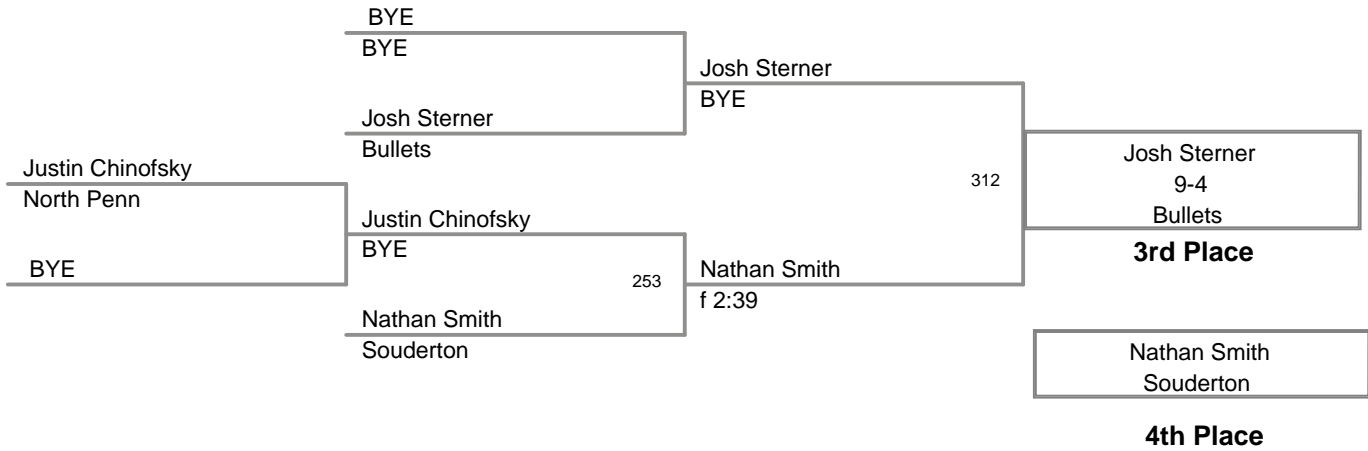 BYE
BYE
Josh Sterner
BYE
Josh Sterner
Bullets
Justin Chinofsky
North Penn
Justin Chinofsky
BYE
BYE
253
Nathan Smith
f 2:39
Nathan Smith
Souderton
312
Josh Sterner
9-4
Bullets
3rd Place
Nathan Smith
Souderton
4th Place